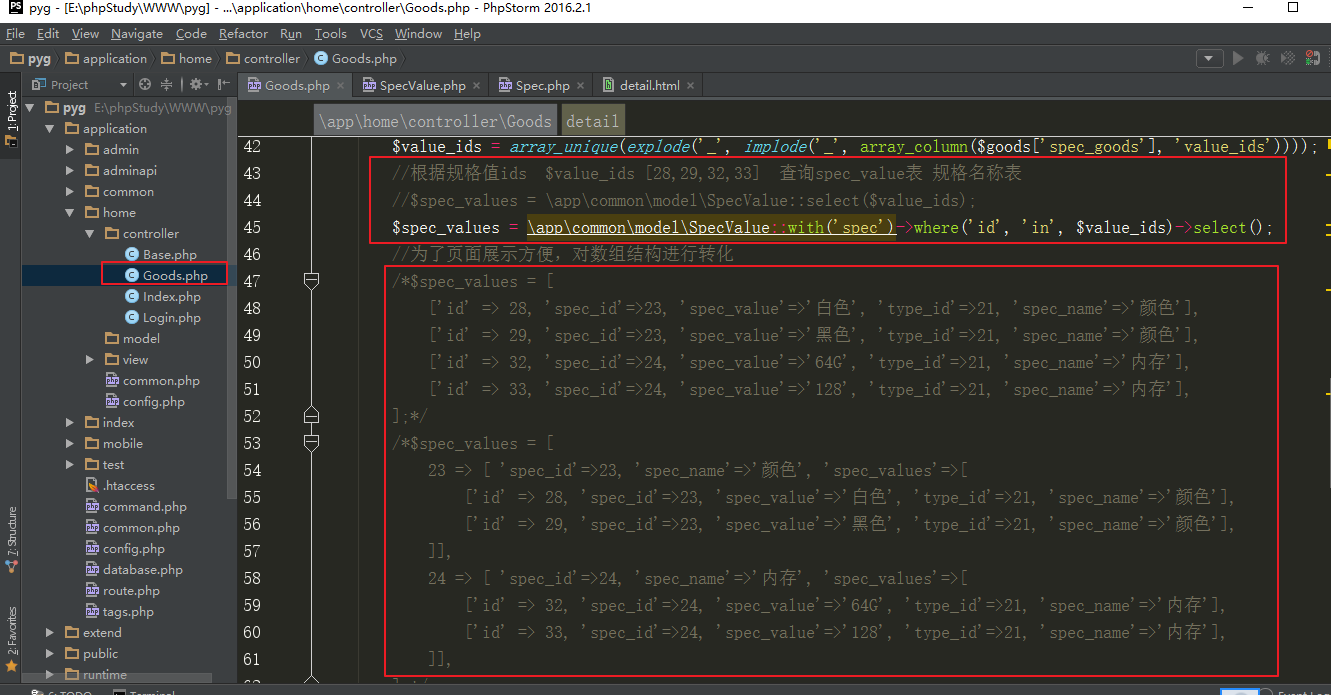 pyg - [E:\phpStudy\WWW\pyg] - ...\application\home\controller\Goods.php - PhpStorm 2016.2.1
File Edit View Navigate Code Refactor Run Tools VCS Window Help
pyg application home controller Goods.php
Project
Goods.php SpecValue.php Spec.php detail.html
1: Project
7: Structure
2: Favorites
pyg E:\phpStudy\WWW\pyg
application
admin
adminapi
common
home
controller
Base.php
Goods.php
Index.php
Login.php
model
view
common.php
config.php
index
mobile
test
.htaccess
command.php
common.php
config.php
database.php
route.php
tags.php
extend
public
runtime
\app\home\controller\Goods detail
42 $value_ids = array_unique(explode('_', implode('_', array_column($goods['spec_goods'], 'value_ids'))));
43 //根据规格值ids $value_ids [28,29,32,33] 查询spec_value表 规格名称表
44 //$spec_values = \app\common\model\SpecValue::select($value_ids);
45 $spec_values = \app\common\model\SpecValue::with('spec')->where('id', 'in', $value_ids)->select();
46 //为了页面展示方便，对数组结构进行转化
47 /*$spec_values = [
48 ['id' => 28, 'spec_id'=>23, 'spec_value'=>'白色', 'type_id'=>21, 'spec_name'=>'颜色'],
49 ['id' => 29, 'spec_id'=>23, 'spec_value'=>'黑色', 'type_id'=>21, 'spec_name'=>'颜色'],
50 ['id' => 32, 'spec_id'=>24, 'spec_value'=>'64G', 'type_id'=>21, 'spec_name'=>'内存'],
51 ['id' => 33, 'spec_id'=>24, 'spec_value'=>'128', 'type_id'=>21, 'spec_name'=>'内存'],
52 ];*/
53 /*$spec_values = [
54 23 => [ 'spec_id'=>23, 'spec_name'=>'颜色', 'spec_values'=>[
55 ['id' => 28, 'spec_id'=>23, 'spec_value'=>'白色', 'type_id'=>21, 'spec_name'=>'颜色'],
56 ['id' => 29, 'spec_id'=>23, 'spec_value'=>'黑色', 'type_id'=>21, 'spec_name'=>'颜色'],
57 ]],
58 24 => [ 'spec_id'=>24, 'spec_name'=>'内存', 'spec_values'=>[
59 ['id' => 32, 'spec_id'=>24, 'spec_value'=>'64G', 'type_id'=>21, 'spec_name'=>'内存'],
60 ['id' => 33, 'spec_id'=>24, 'spec_value'=>'128', 'type_id'=>21, 'spec_name'=>'内存'],
61 ]],